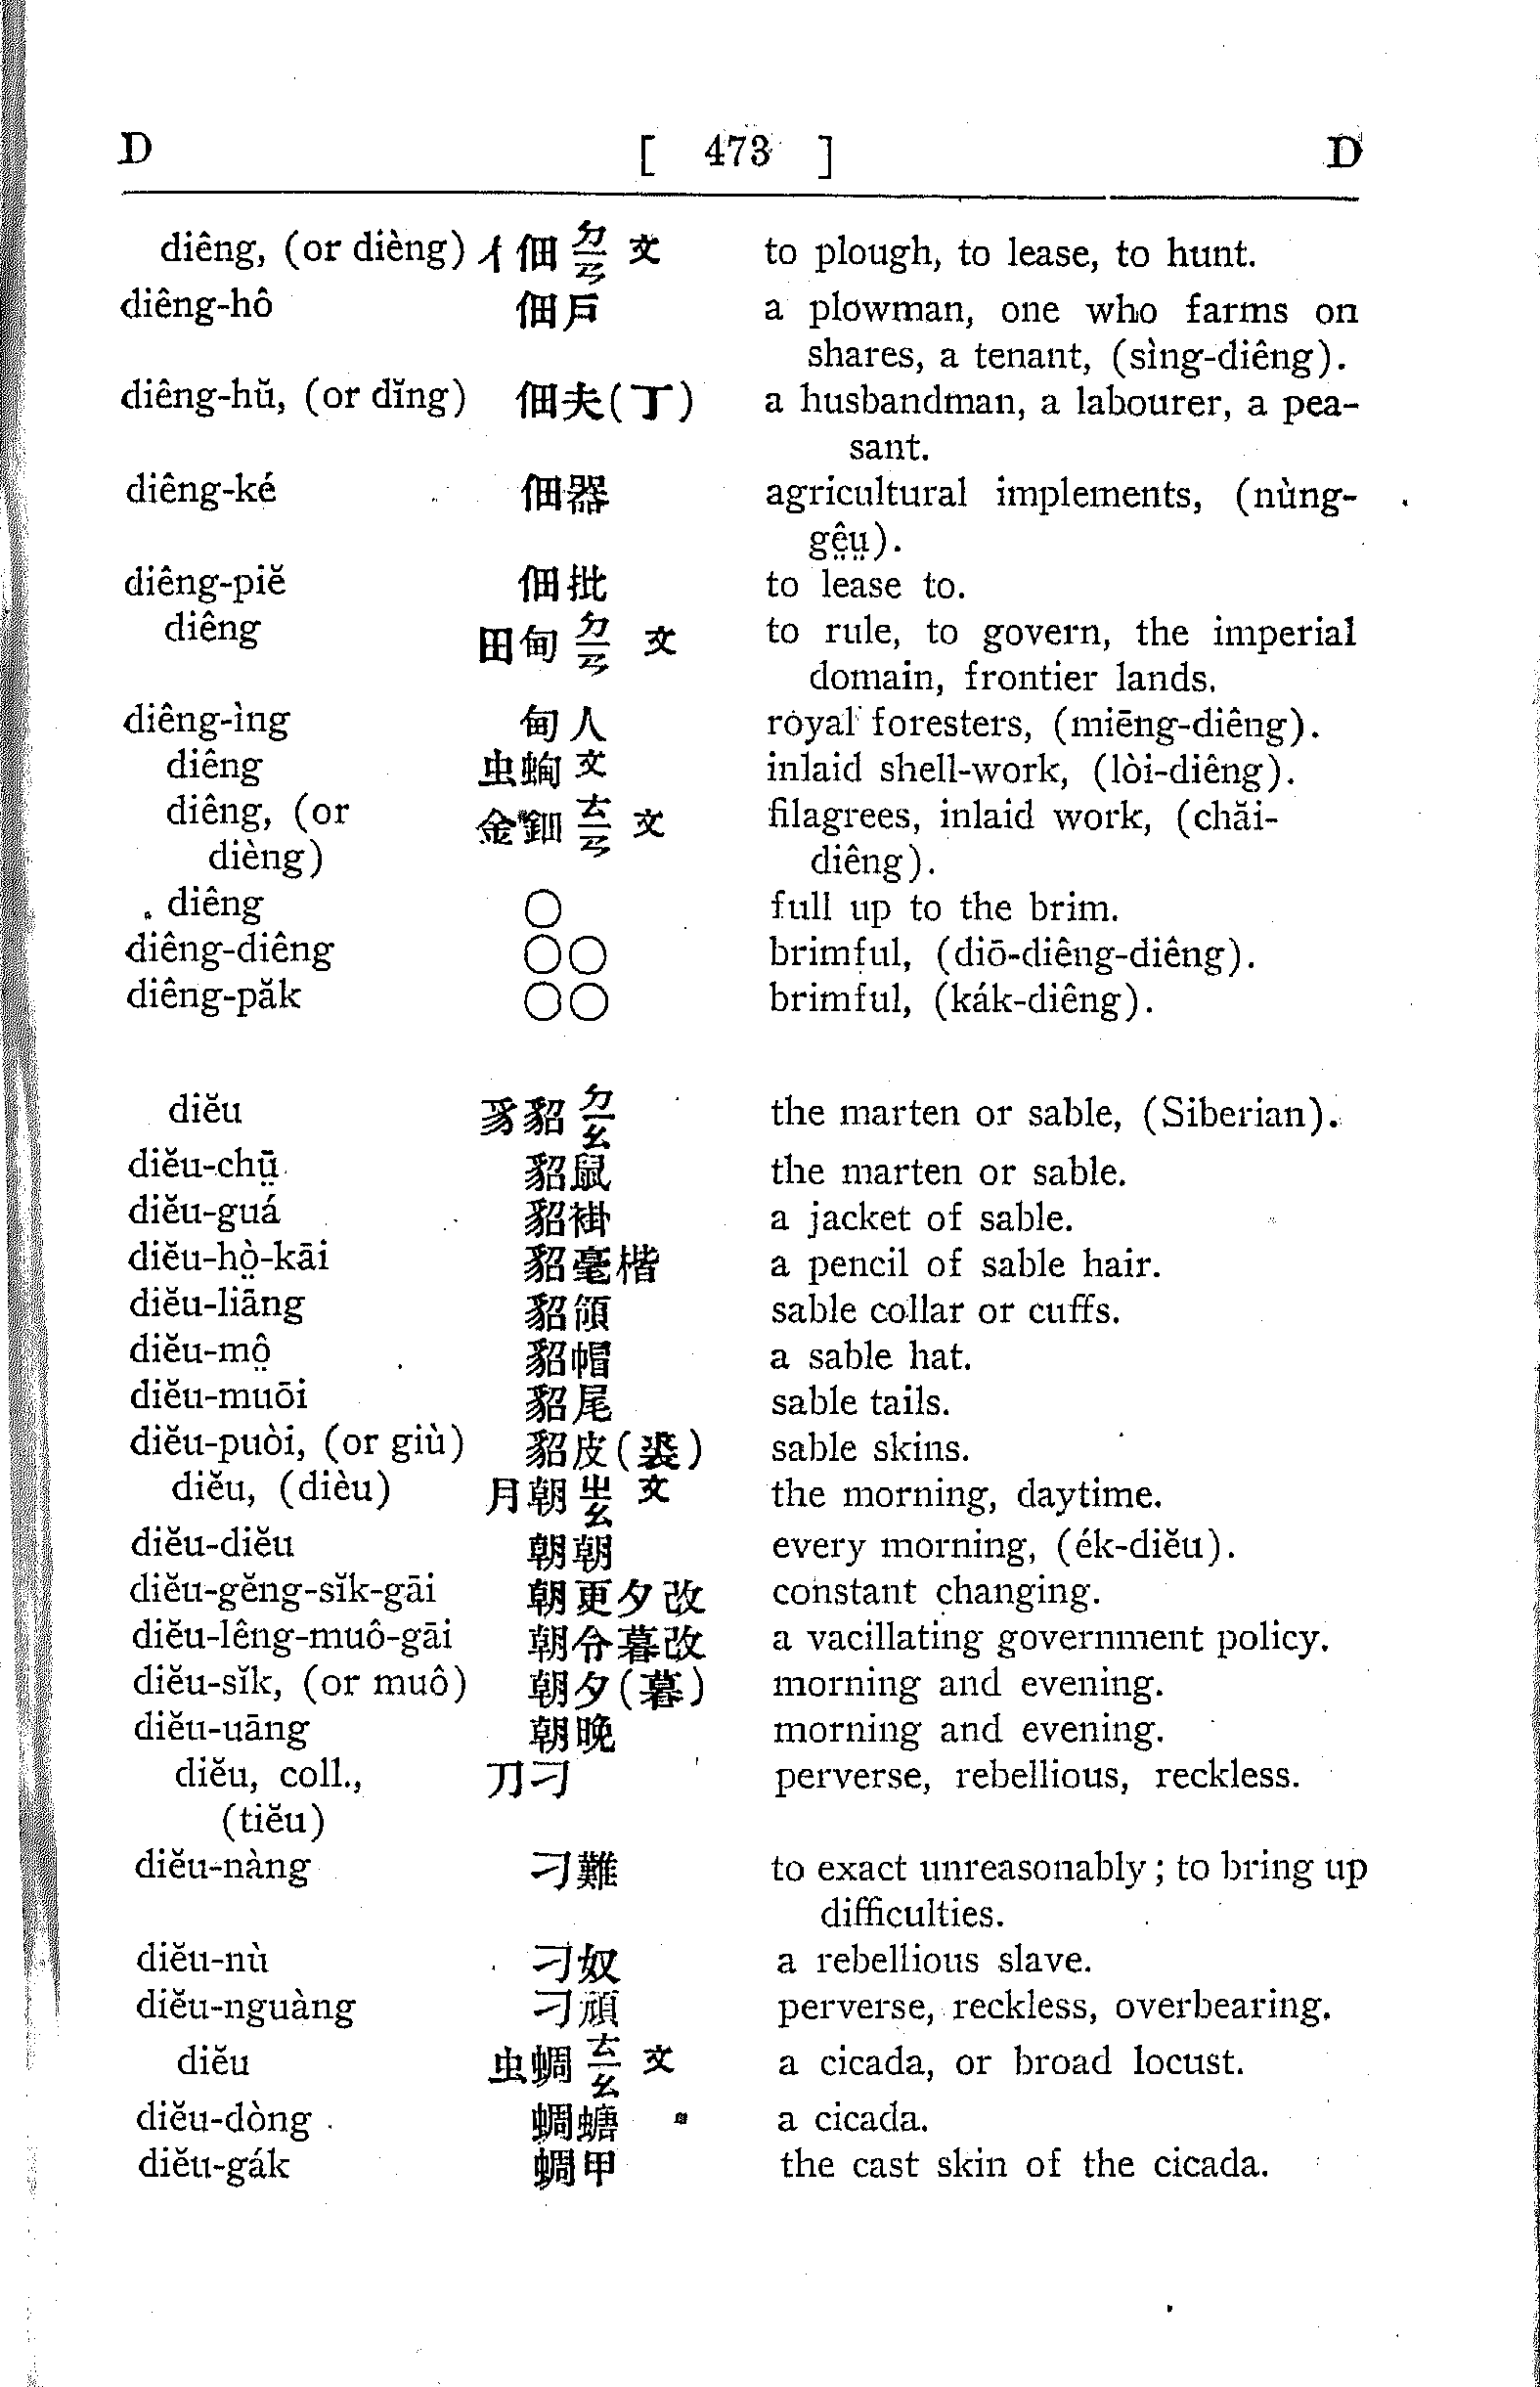 D [ 473 ] D
diêng, (or dièng) 亻佃 ㄉㄧㄢ 文 to plough, to lease, to hunt.
diêng-hô 佃戶 a plowman, one who farms on
shares, a tenant, (sìng-diêng).
diêng-hŭ, (or dĭng) 佃夫(丁) a husbandman, a labourer, a pea-
sant.
diêng-ké 佃器 agricultural implements, (nùng-
gê̤ṳ).
diêng-piĕ 佃批 to lease to.
diêng 田甸 ㄉㄧㄢ 文 to rule, to govern, the imperial
domain, frontier lands.
diêng-ìng 甸人 royal foresters, (miēng-diêng).
diêng 虫蜔 文 inlaid shell-work, (lòi-diêng).
diêng, (or 金鈿 ㄊㄧㄢ 文 filagrees, inlaid work, (chăi-
dièng) diêng).
diêng ○ full up to the brim.
diêng-diêng ○○ brimful, (diō-diêng-diêng).
diêng-păk ○○ brimful, (kák-diêng).
diĕu 豸貂 ㄉㄧㄠ the marten or sable, (Siberian).
diĕu-chṳ̄ 貂鼠 the marten or sable.
diĕu-guá 貂褂 a jacket of sable.
diĕu-hò̤-kāi 貂毫楷 a pencil of sable hair.
diĕu-liāng 貂領 sable collar or cuffs.
diĕu-mô̤ 貂帽 a sable hat.
diĕu-muōi 貂尾 sable tails.
diĕu-puòi, (or giù) 貂皮(裘) sable skins.
diĕu, (dièu) 月朝 ㄓㄠ 文 the morning, daytime.
diĕu-diĕu 朝朝 every morning, (ék-diĕu).
diĕu-gĕng-sĭk-gāi 朝更夕改 constant changing.
diĕu-lêng-muô-gāi 朝令暮改 a vacillating government policy.
diĕu-sĭk, (or muô) 朝夕(暮) morning and evening.
diĕu-uāng 朝晚 morning and evening.
diĕu, coll., 刀刁 perverse, rebellious, reckless.
(tiĕu)
diĕu-nàng 刁難 to exact unreasonably; to bring up
difficulties.
diĕu-nù 刁奴 a rebellious slave.
diĕu-nguàng 刁頑 perverse, reckless, overbearing.
diĕu 虫蜩 ㄊㄧㄠ 文 a cicada, or broad locust.
diĕu-dòng 蜩螗 a cicada.
diĕu-gák 蜩甲 the cast skin of the cicada.